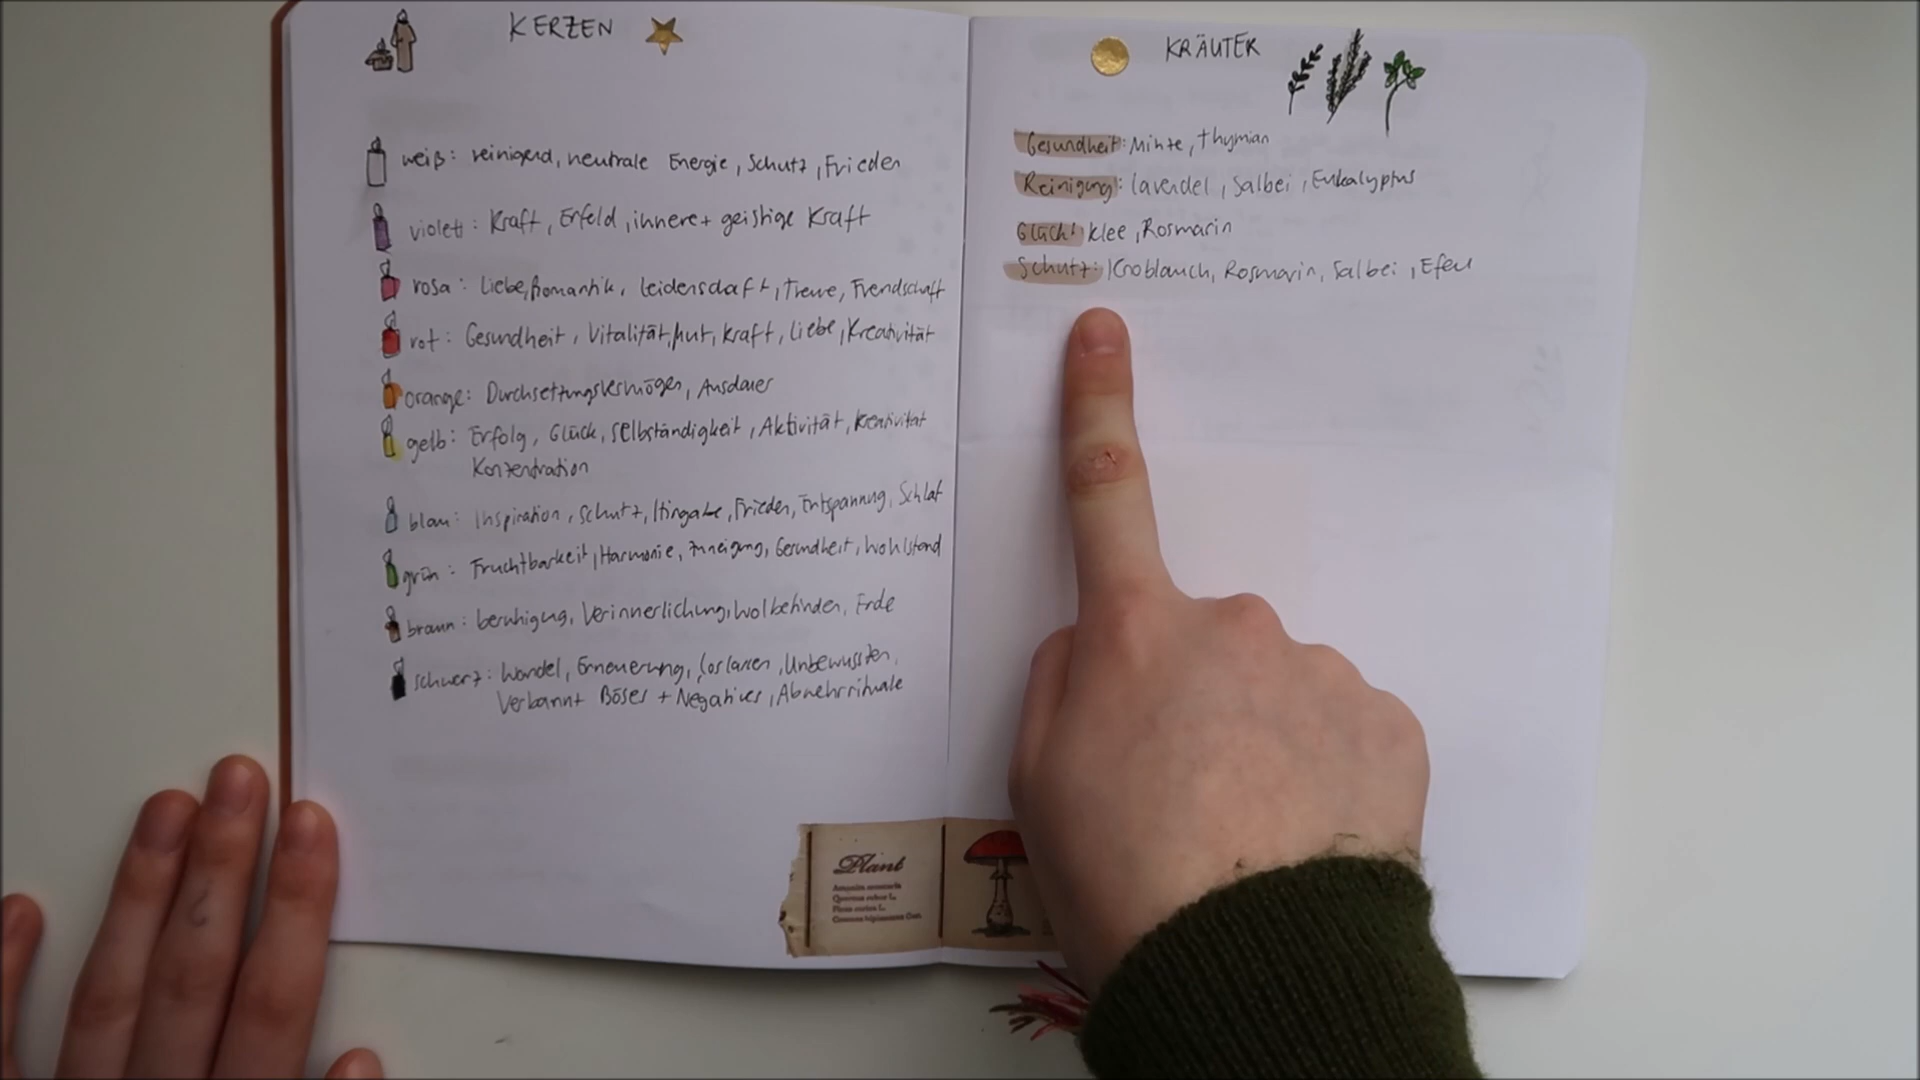 KERZEN
weiß: reinigend, neutrale Energie, Schutz, Frieden
violett: Kraft, Erfeld, innere + geistige Kraft
rosa: Liebe, Romantik, leidensdaft, Treue, Frendschaft
rot: Gesundheit, Vitalität, Mut, Kraft, Liebe, Kreativität
orange: Durchsetzungsvermögen, Ausdauer
gelb: Erfolg, Glück, Selbständigkeit, Aktivität, Kreativität
Konzentration
blau: Inspiration, Schutz, Hingabe, Frieden, Entspannung, Schlaf
grün: Fruchtbarkeit, Harmonie, Zuneigung, Gesundheit, Wohlstand
braun: beruhigung, Verinnerlichung, Wolbefinden, Erde
schwarz: Wandel, Erneuerung, Loslassen, Unbewussten,
Verbannt Böses + Negatives, Abwehrrituale
KRÄUTER
Gesundheit: Minze, Thymian
Reinigung: lavendel, Salbei, Eukalyptus
Glück: Klee, Rosmarin
Schutz: Knoblauch, Rosmarin, Salbei, Efeu
Plant